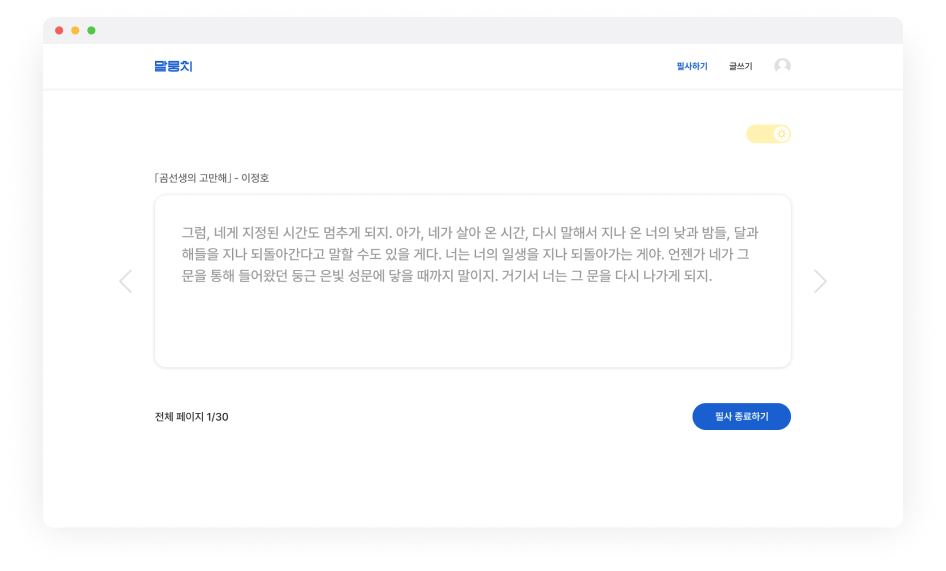 말뭉치
필사하기 글쓰기
「곰선생의 고만해」 - 이정호
그럼, 네게 지정된 시간도 멈추게 되지. 아가, 네가 살아 온 시간, 다시 말해서 지나 온 너의 낮과 밤들, 달과
해들을 지나 되돌아간다고 말할 수도 있을 게다. 너는 너의 일생을 지나 되돌아가는 게야. 언젠가 네가 그
문을 통해 들어왔던 둥근 은빛 성문에 닿을 때까지 말이지. 거기서 너는 그 문을 다시 나가게 되지.
전체 페이지 1/30
필사 종료하기